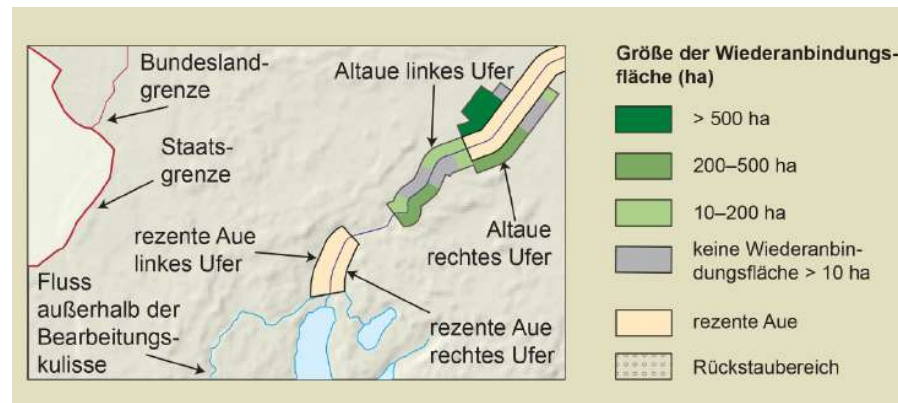 Bundesland-
grenze
Staats-
grenze
Altaue linkes Ufer
Altaue
rechtes Ufer
rezente Aue
linkes Ufer
rezente Aue
rechtes Ufer
Fluss
außerhalb der
Bearbeitungs-
kulisse
Größe der Wiederanbindungs-
fläche (ha)
> 500 ha
200–500 ha
10–200 ha
keine Wiederanbin-
dungsfläche > 10 ha
rezente Aue
Rückstaubereich